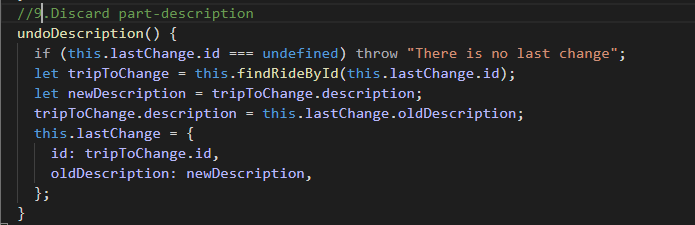 //9.Discard part-description
undoDescription() {
if (this.lastChange.id === undefined) throw "There is no last change";
let tripToChange = this.findRideById(this.lastChange.id);
let newDescription = tripToChange.description;
tripToChange.description = this.lastChange.oldDescription;
this.lastChange = {
id: tripToChange.id,
oldDescription: newDescription,
};
}